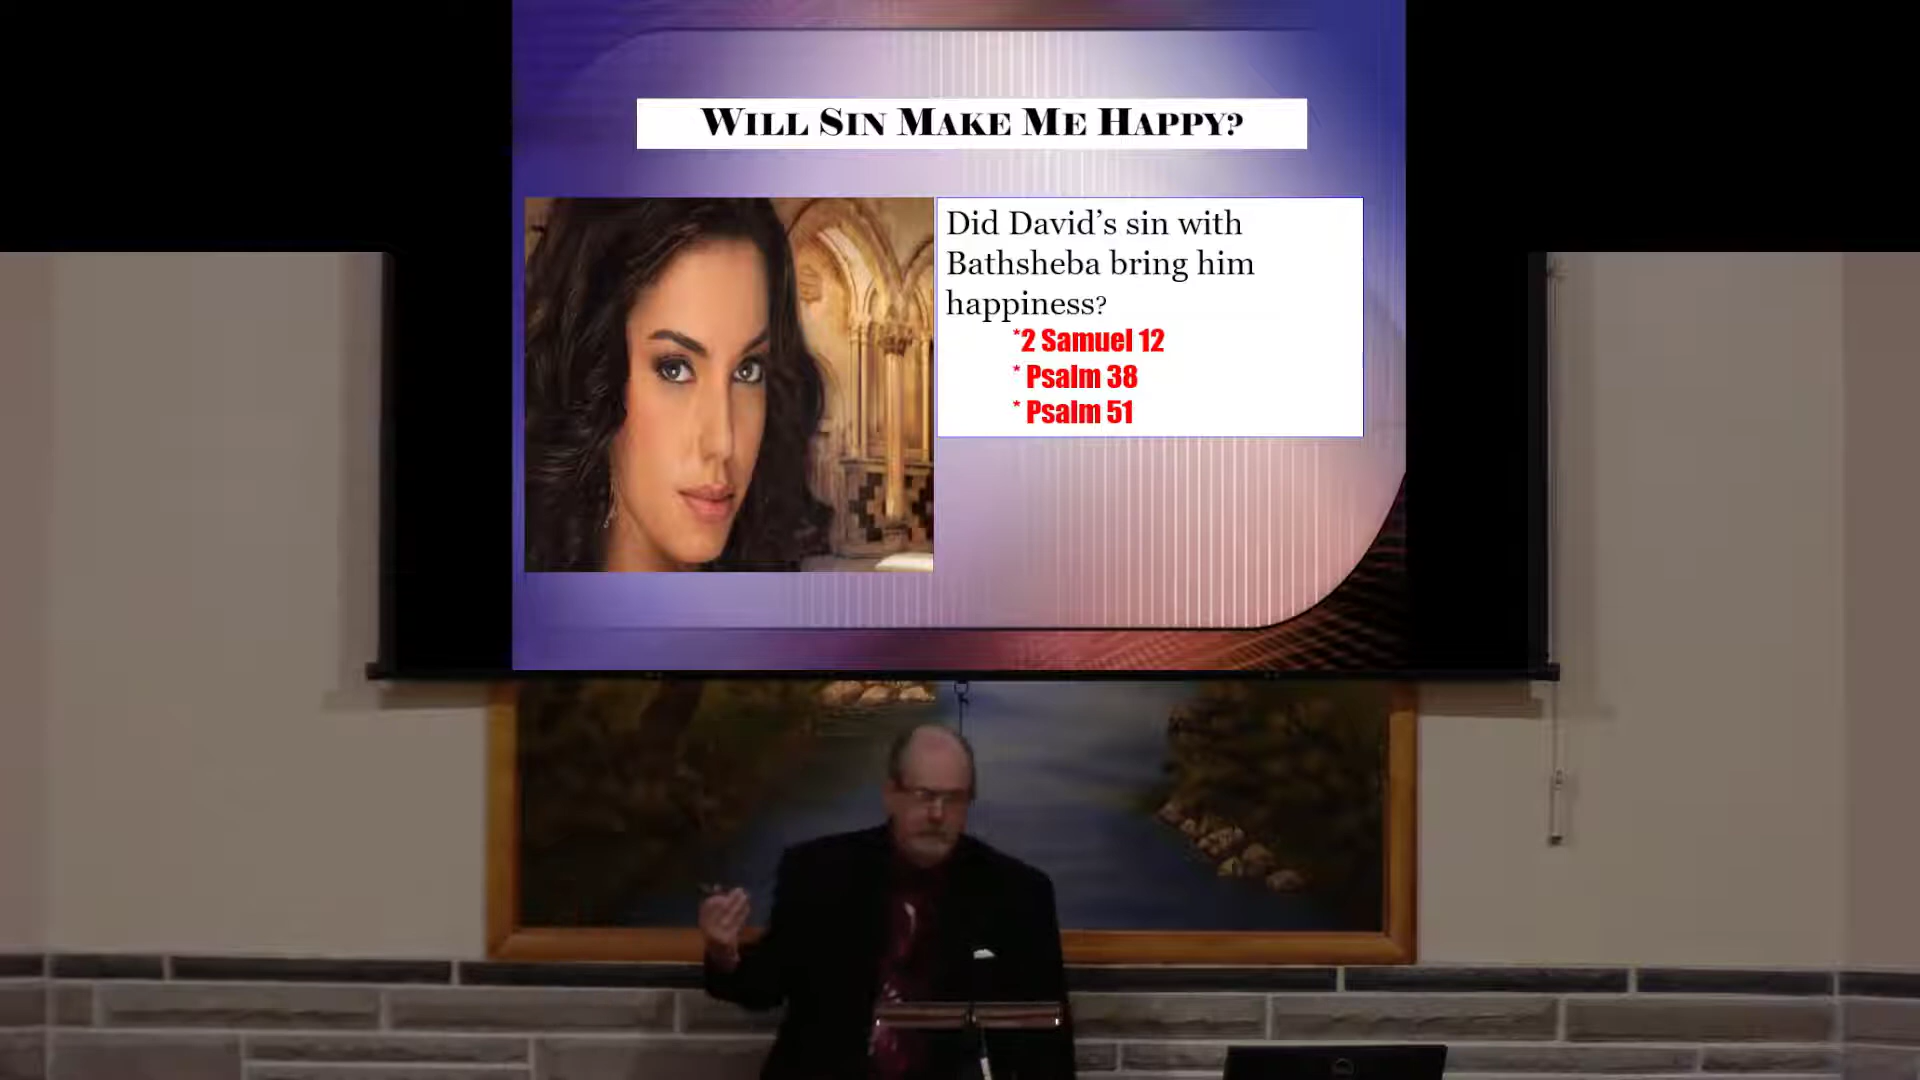 WILL SIN MAKE ME HAPPY?
Did David’s sin with
Bathsheba bring him
happiness?
*2 Samuel 12
* Psalm 38
* Psalm 51